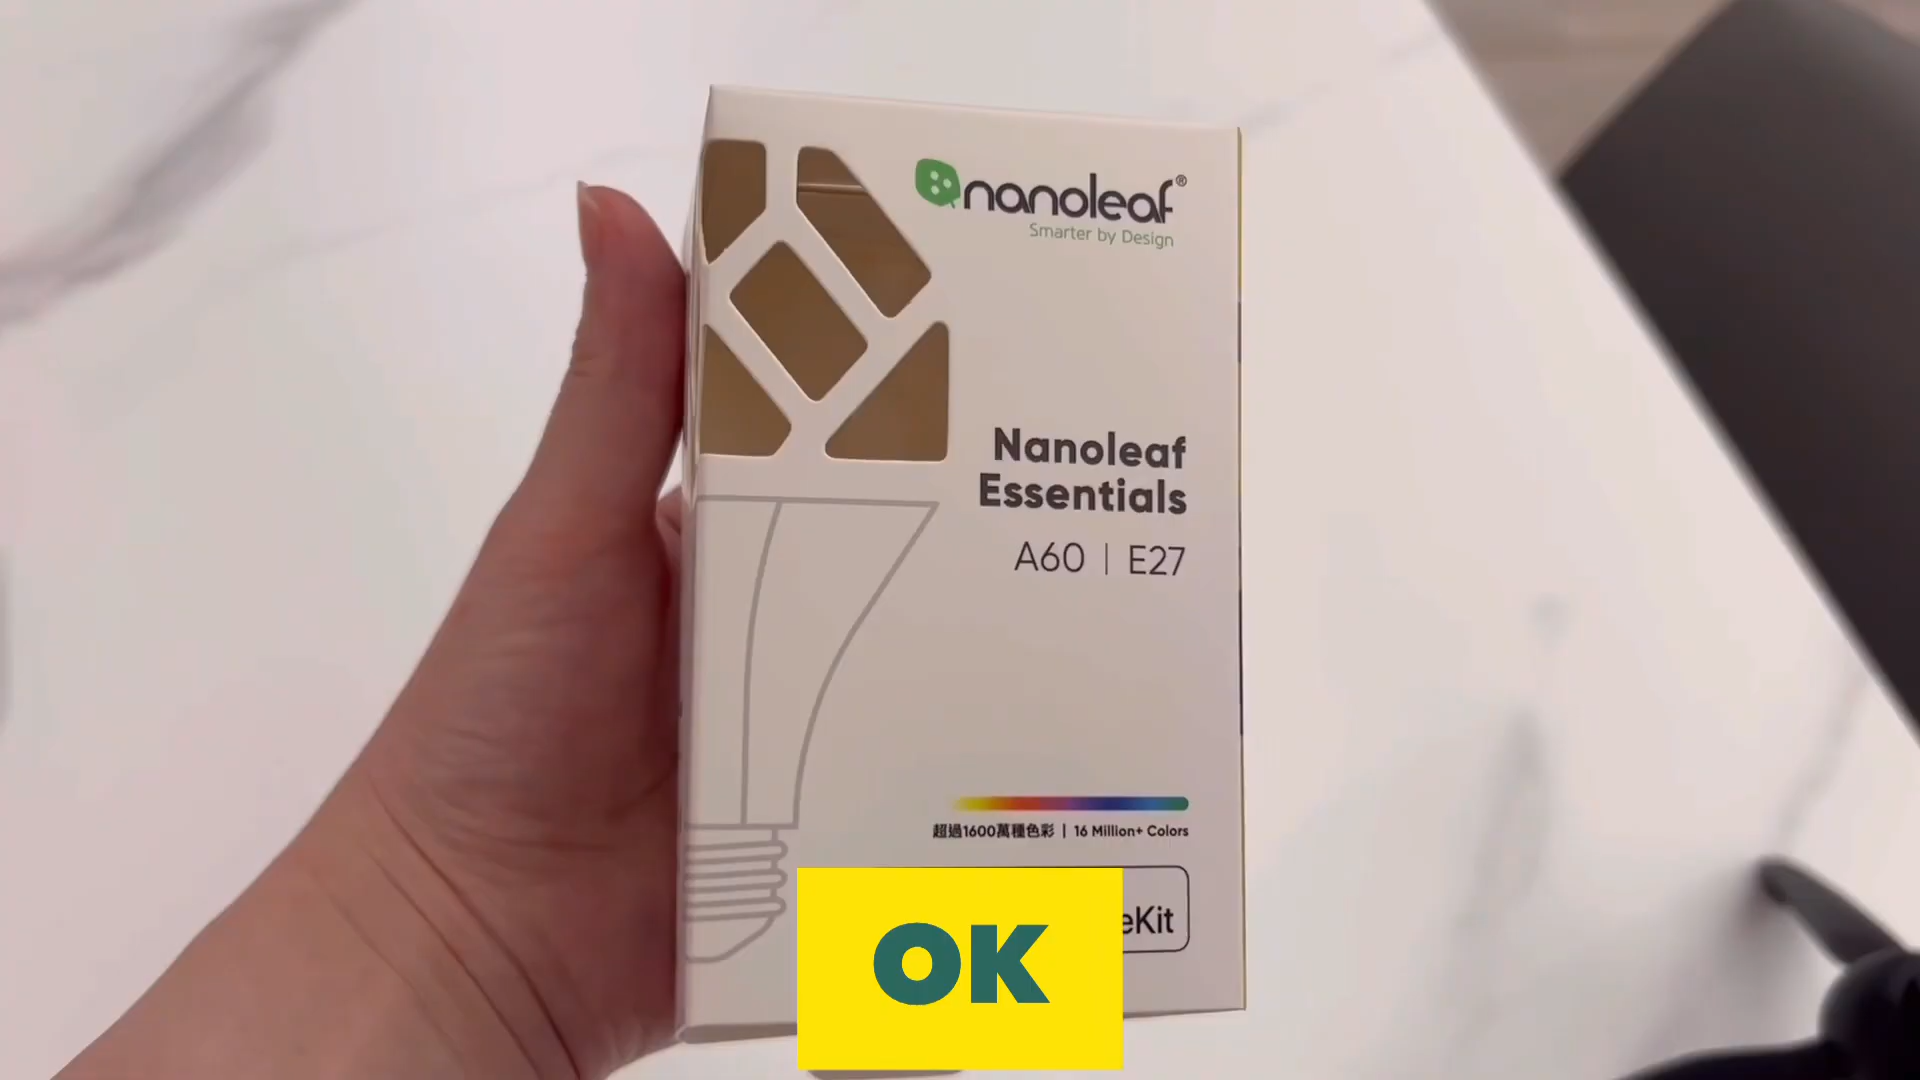 nanoleaf®
Smarter by Design
Nanoleaf
Essentials
A60 | E27
超過1600萬種色彩 | 16 Million+ Colors
eKit
OK